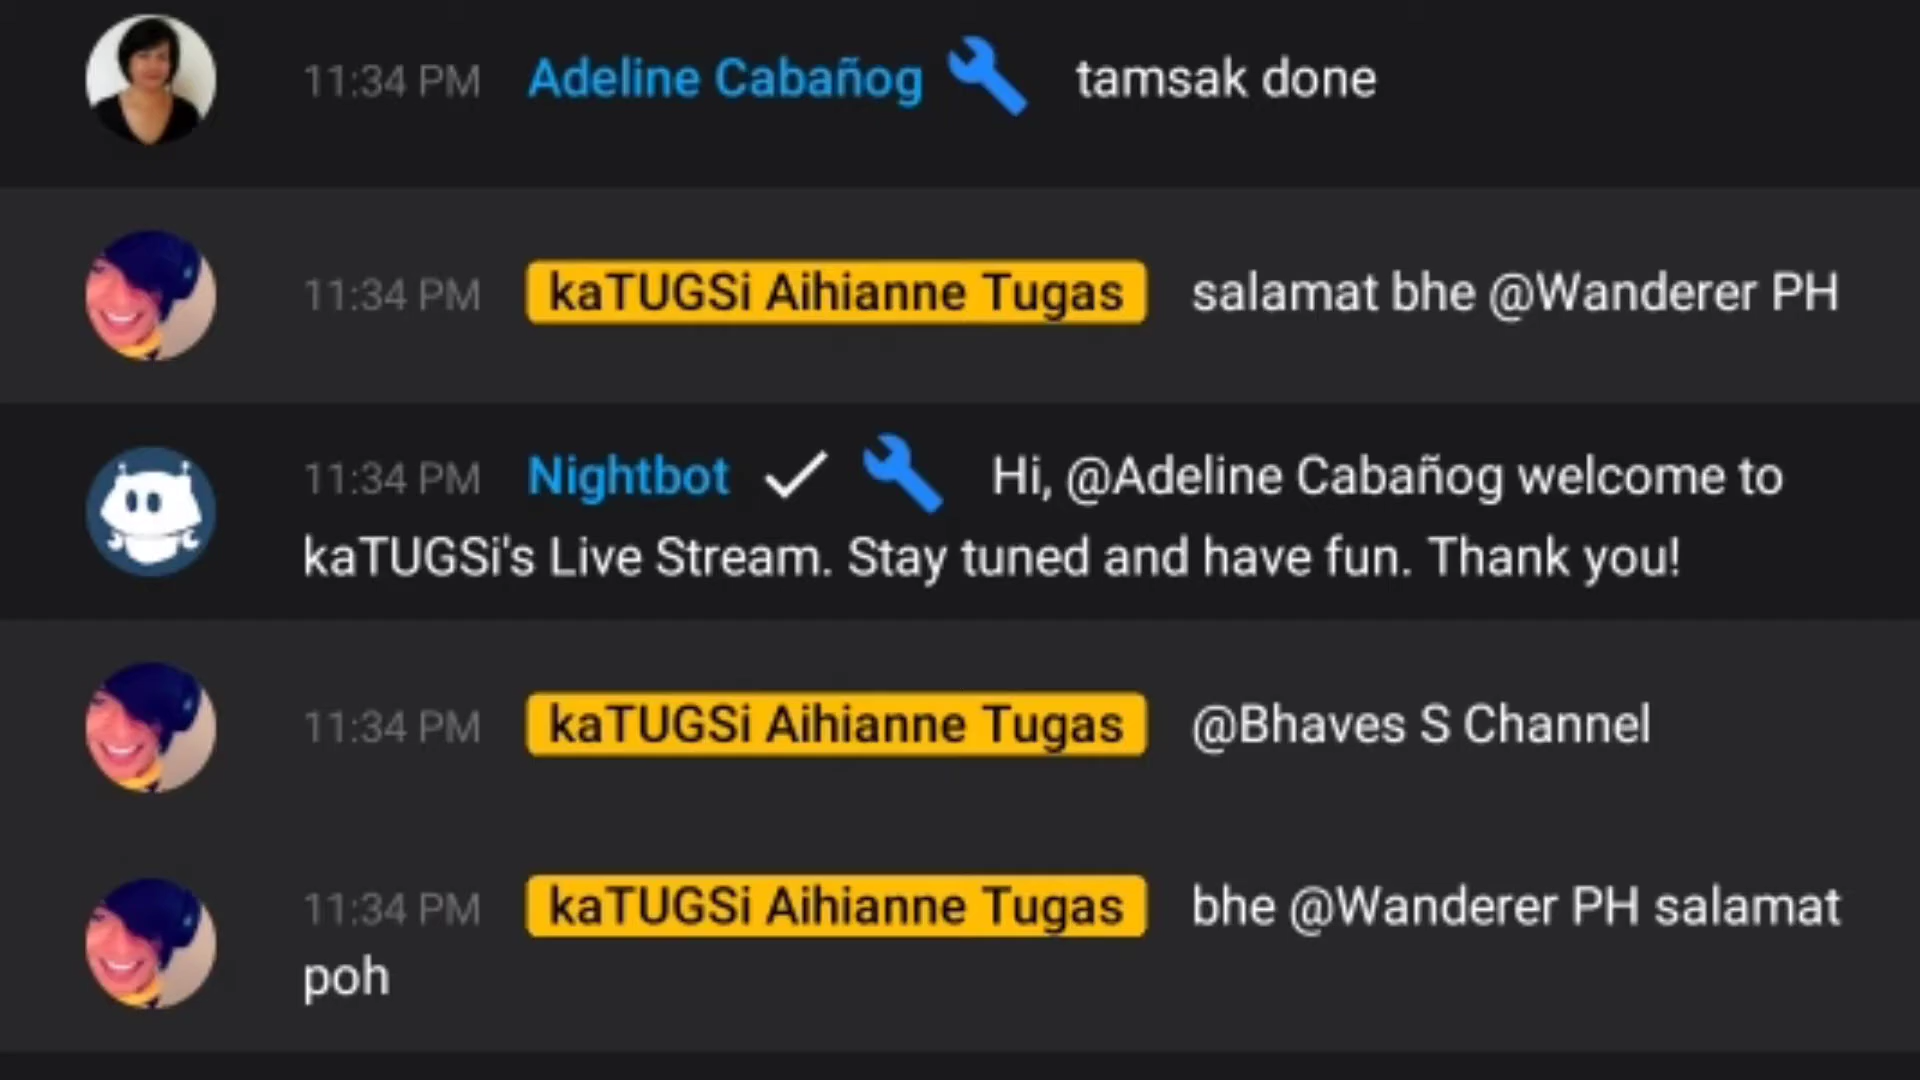 11:34 PM Adeline Cabañog tamsak done
11:34 PM kaTUGSi Aihianne Tugas salamat bhe @Wanderer PH
11:34 PM Nightbot Hi, @Adeline Cabañog welcome to
kaTUGSi's Live Stream. Stay tuned and have fun. Thank you!
11:34 PM kaTUGSi Aihianne Tugas @Bhaves S Channel
11:34 PM kaTUGSi Aihianne Tugas bhe @Wanderer PH salamat
poh